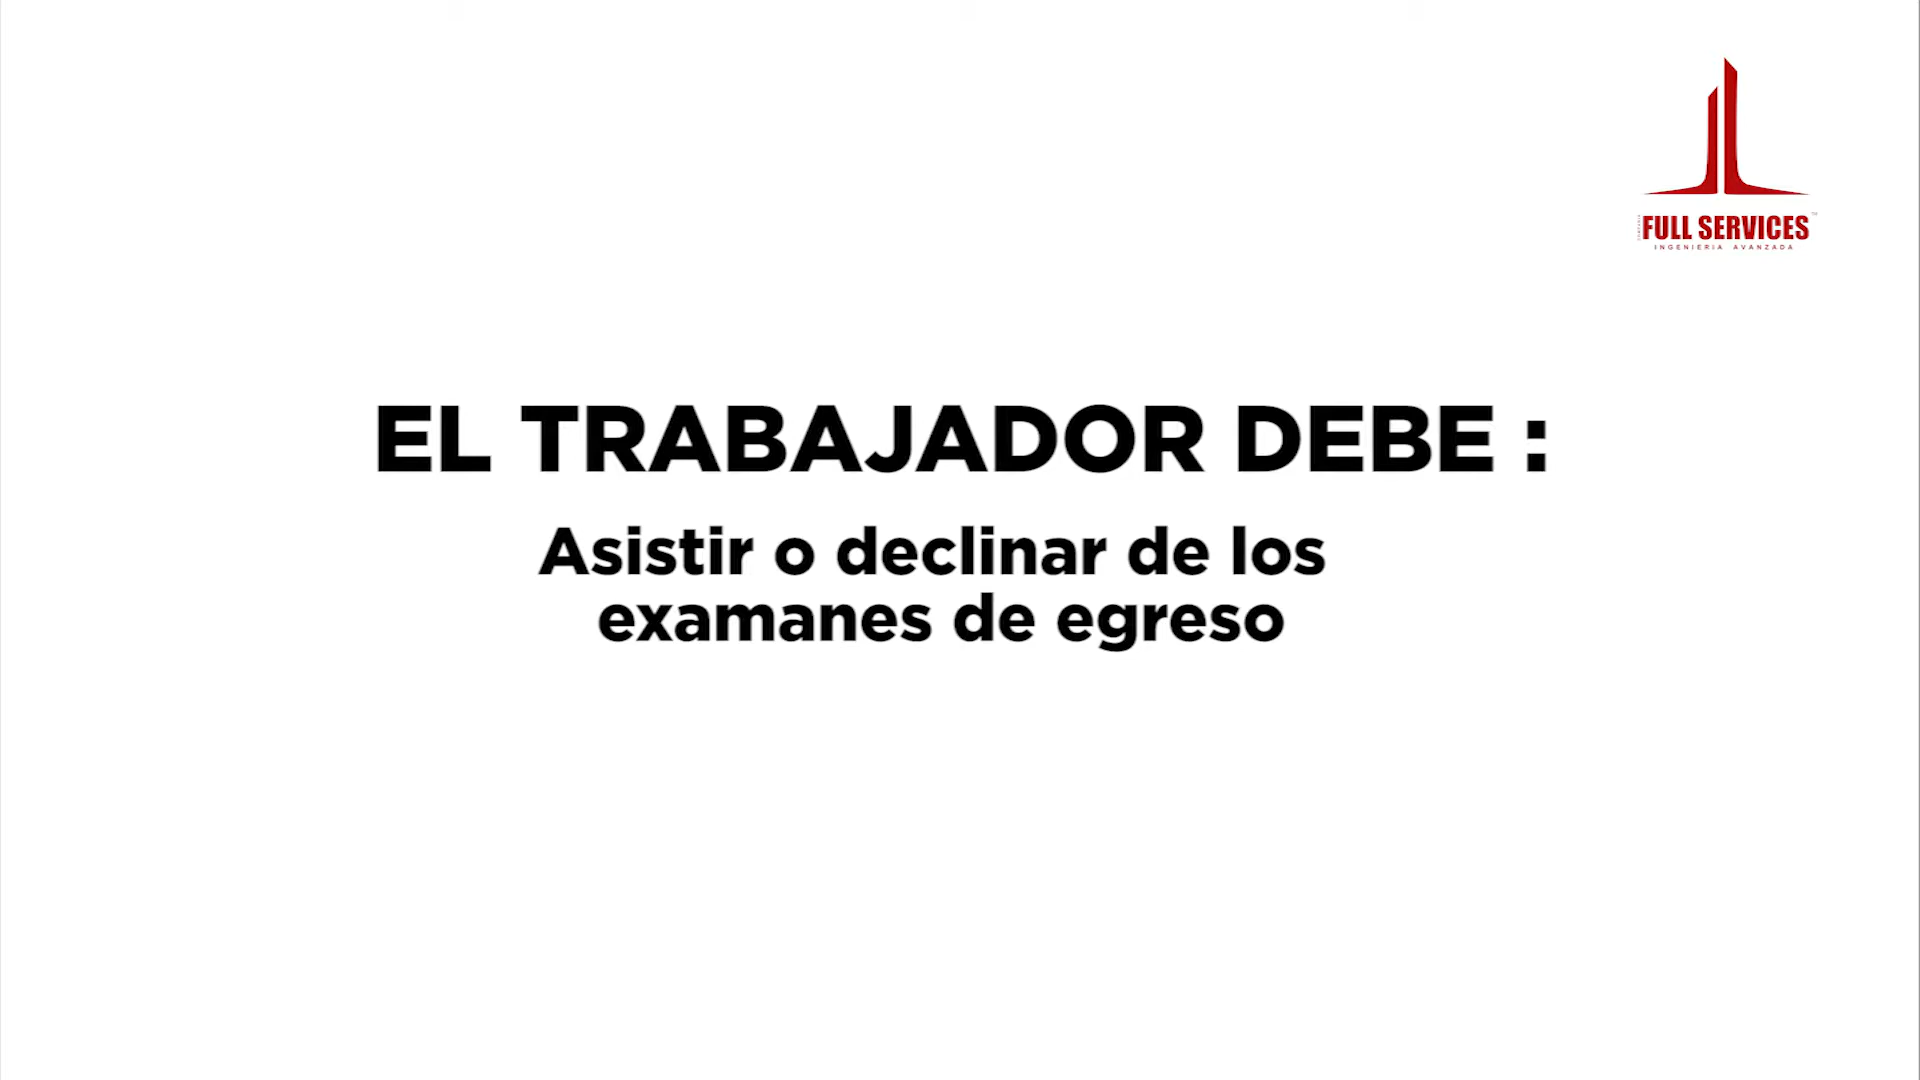 FULL SERVICES
INGENIERIA AVANZADA
EL TRABAJADOR DEBE :
Asistir o declinar de los
examanes de egreso